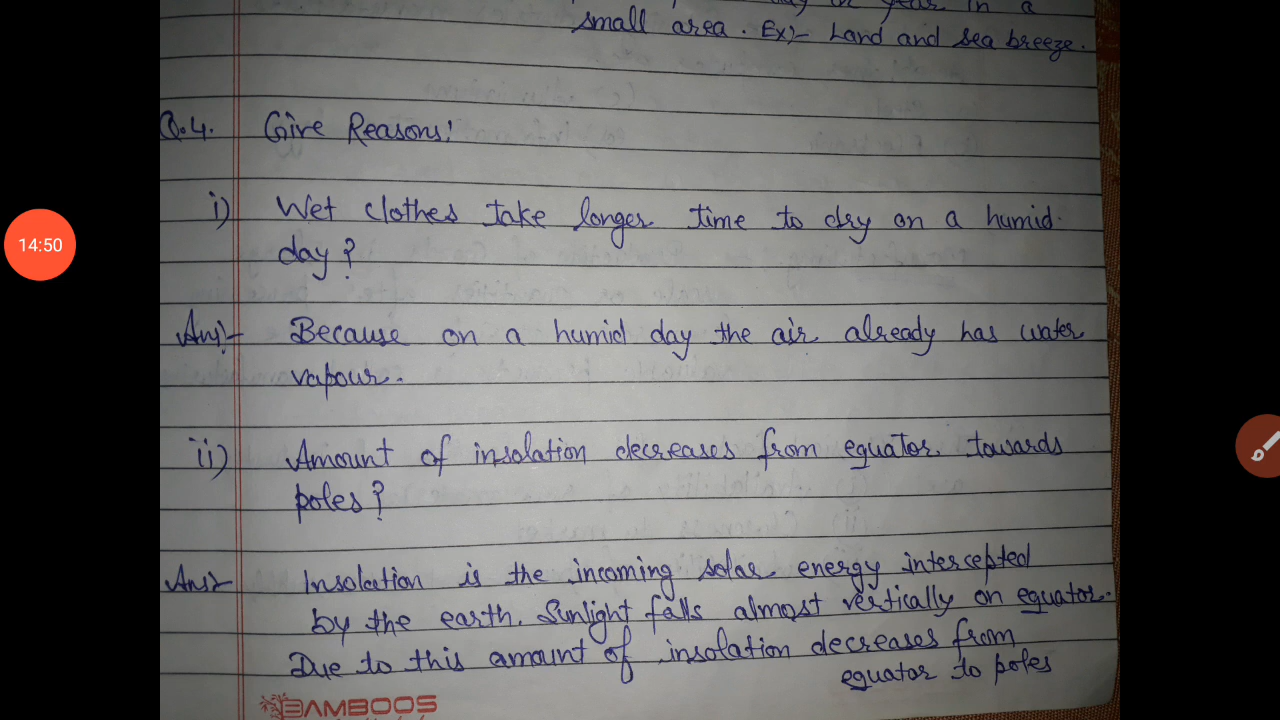 small area. Ex:- Land and sea breeze.
Q.4. Give Reasons:
i) Wet clothes take longer time to dry on a humid
day?
Ans:- Because on a humid day the air already has water
vapour.
ii) Amount of insolation decreases from equator towards
poles?
Ans:- Insolation is the incoming solar energy intercepted
by the earth. Sunlight falls almost vertically on equator.
Due to this amount of insolation decreases from
equator to poles
BAMBOOS
14:50